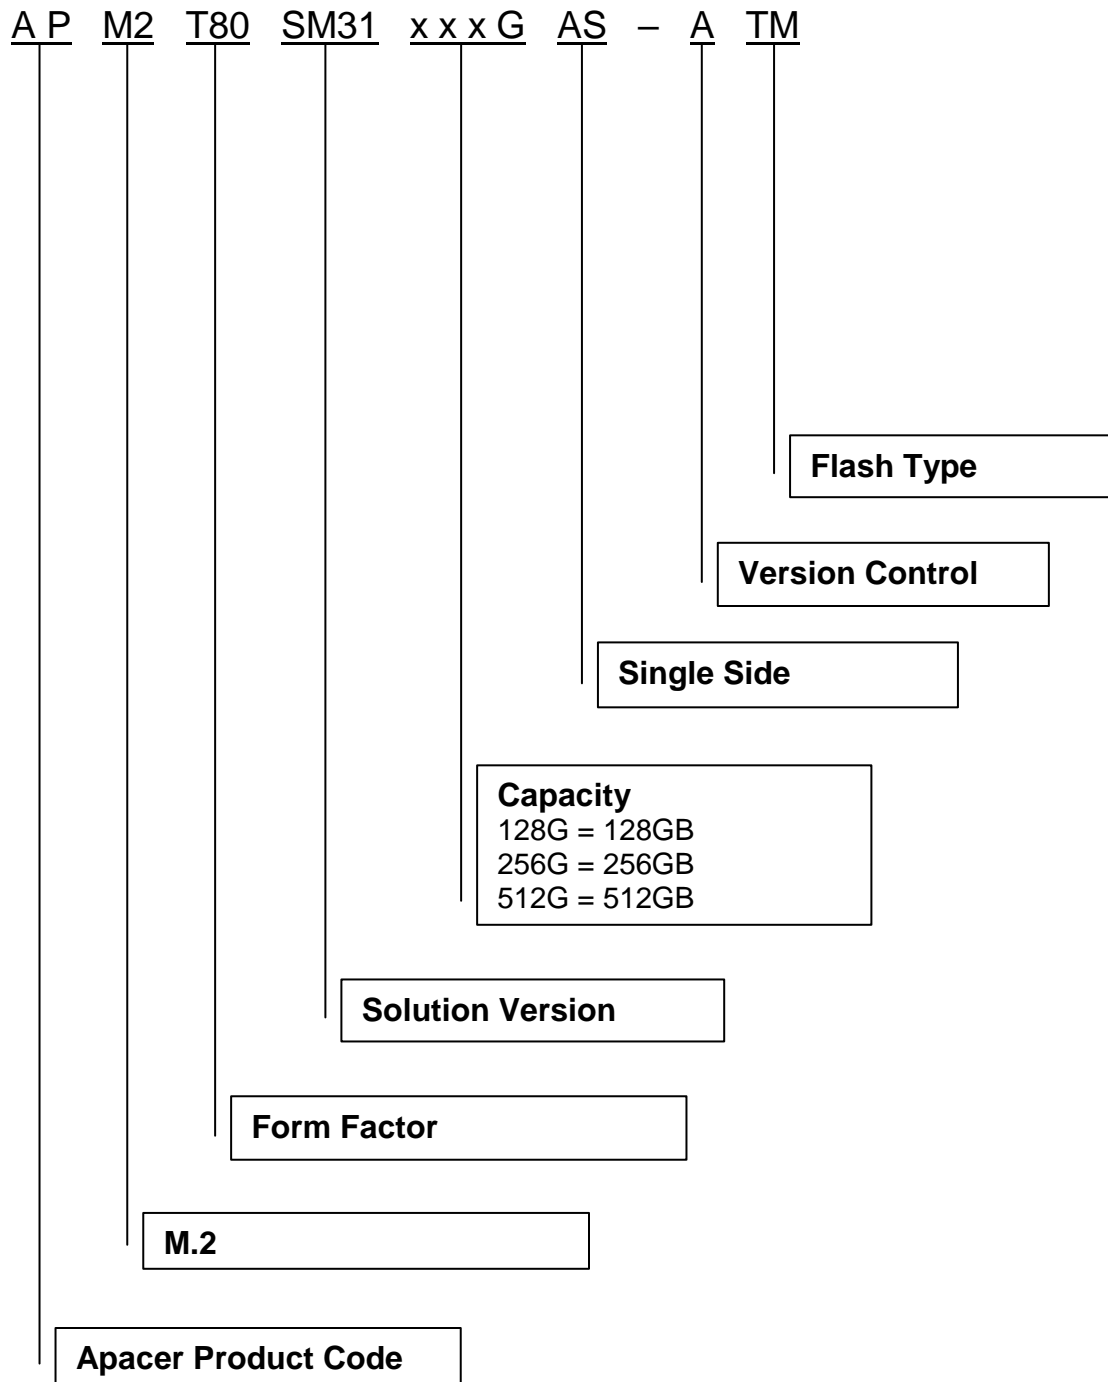 A P M2 T80 SM31 x x x G AS – A TM
Flash Type
Version Control
Single Side
Capacity
128G = 128GB
256G = 256GB
512G = 512GB
Solution Version
Form Factor
M.2
Apacer Product Code